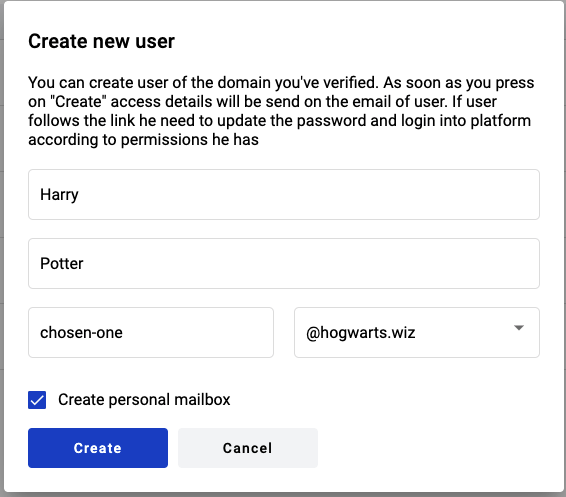 Create new user
You can create user of the domain you've verified. As soon as you press
on "Create" access details will be send on the email of user. If user
follows the link he need to update the password and login into platform
according to permissions he has
Harry
Potter
chosen-one
@hogwarts.wiz
Create personal mailbox
Create
Cancel